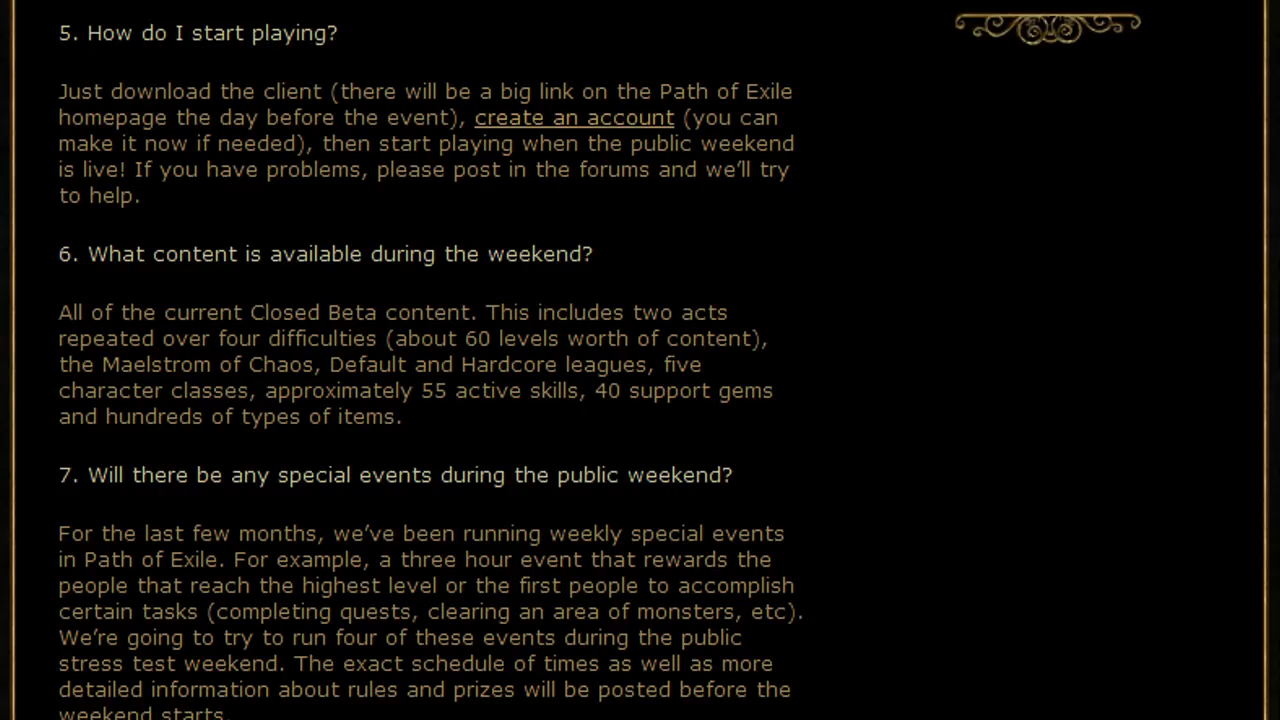 5. How do I start playing?
Just download the client (there will be a big link on the Path of Exile
homepage the day before the event), create an account (you can
make it now if needed), then start playing when the public weekend
is live! If you have problems, please post in the forums and we'll try
to help.
6. What content is available during the weekend?
All of the current Closed Beta content. This includes two acts
repeated over four difficulties (about 60 levels worth of content),
the Maelstrom of Chaos, Default and Hardcore leagues, five
character classes, approximately 55 active skills, 40 support gems
and hundreds of types of items.
7. Will there be any special events during the public weekend?
For the last few months, we've been running weekly special events
in Path of Exile. For example, a three hour event that rewards the
people that reach the highest level or the first people to accomplish
certain tasks (completing quests, clearing an area of monsters, etc).
We're going to try to run four of these events during the public
stress test weekend. The exact schedule of times as well as more
detailed information about rules and prizes will be posted before the
weekend starts.